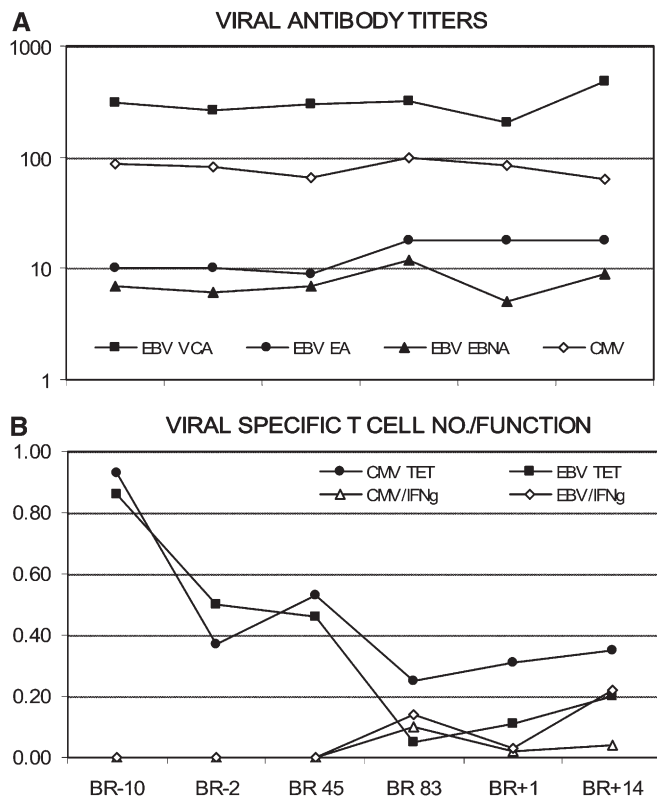 A
VIRAL ANTIBODY TITERS
1000
100
10
EBV VCA EBV EA EBV EBNA CMV
1
B
VIRAL SPECIFIC T CELL NO./FUNCTION
1.00
CMV TET EBV TET
CMV/IFNg EBV/IFNg
0.80
0.60
0.40
0.20
0.00
BR-10 BR-2 BR 45 BR 83 BR+1 BR+14